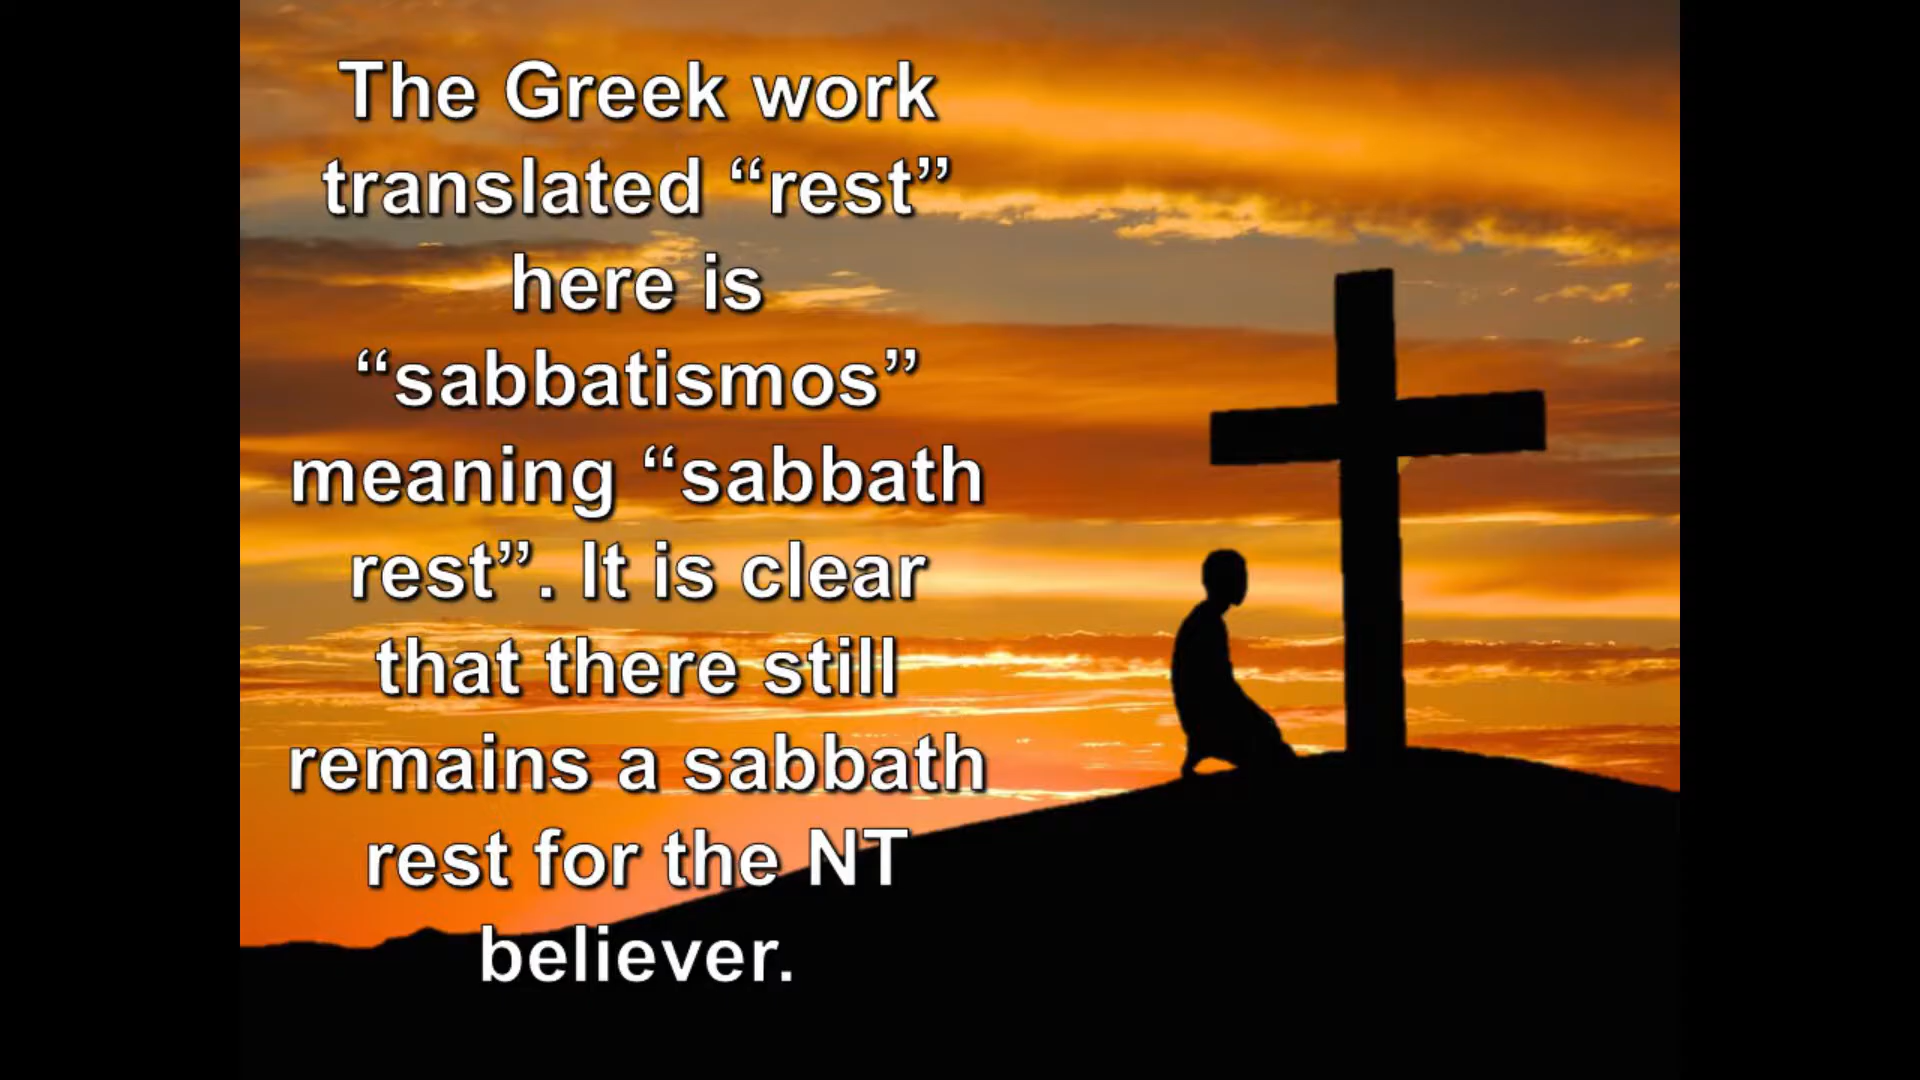 The Greek work
translated “rest”
here is
“sabbatismos”
meaning “sabbath
rest”. It is clear
that there still
remains a sabbath
rest for the NT
believer.